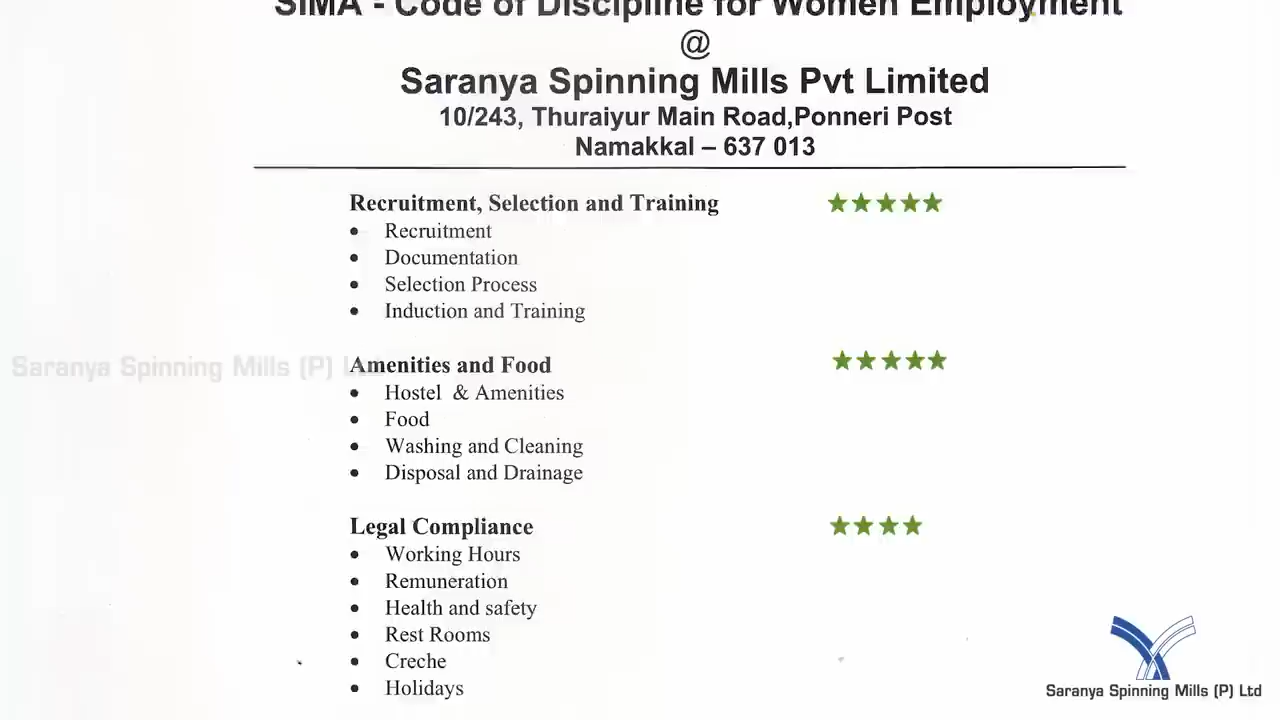 SIMA - Code of Discipline for Women Employment
@
Saranya Spinning Mills Pvt Limited
10/243, Thuraiyur Main Road,Ponneri Post
Namakkal – 637 013
Recruitment, Selection and Training ★★★★★
• Recruitment
• Documentation
• Selection Process
• Induction and Training
Saranya Spinning Mills (P) Ltd
Amenities and Food ★★★★★
• Hostel & Amenities
• Food
• Washing and Cleaning
• Disposal and Drainage
Legal Compliance ★★★★
• Working Hours
• Remuneration
• Health and safety
• Rest Rooms
• Creche
• Holidays
Saranya Spinning Mills (P) Ltd